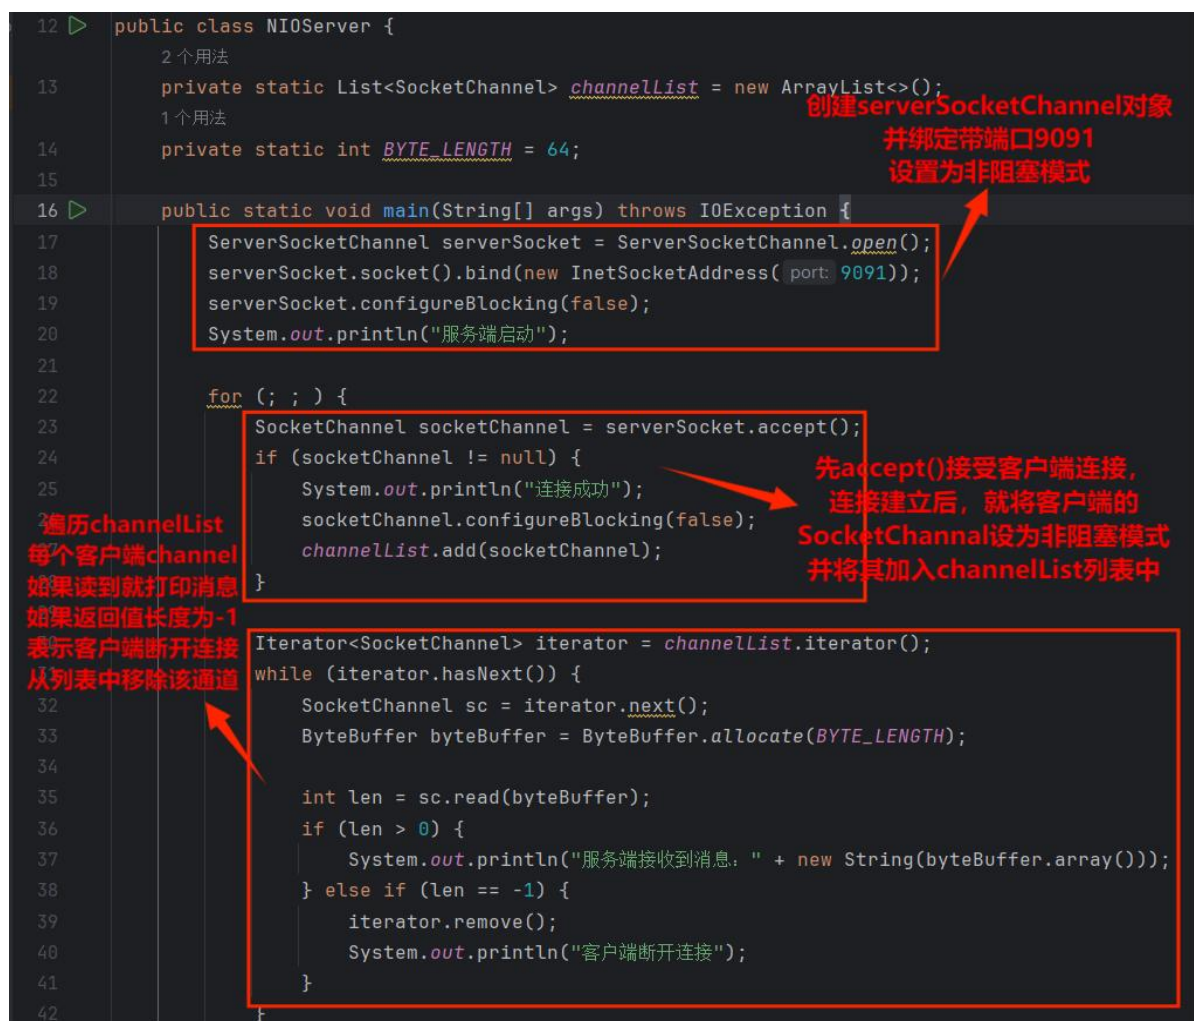 12 public class NIOServer {
2个用法
13 private static List<SocketChannel> channelList = new ArrayList<>();
1个用法
14 private static int BYTE_LENGTH = 64;
15
16 public static void main(String[] args) throws IOException {
17 ServerSocketChannel serverSocket = ServerSocketChannel.open();
18 serverSocket.socket().bind(new InetSocketAddress( port: 9091));
19 serverSocket.configureBlocking(false);
20 System.out.println("服务端启动");
21
22 for (; ; ) {
23 SocketChannel socketChannel = serverSocket.accept();
24 if (socketChannel != null) {
25 System.out.println("连接成功");
socketChannel.configureBlocking(false);
channelList.add(socketChannel);
}
Iterator<SocketChannel> iterator = channelList.iterator();
while (iterator.hasNext()) {
32 SocketChannel sc = iterator.next();
33 ByteBuffer byteBuffer = ByteBuffer.allocate(BYTE_LENGTH);
34
35 int len = sc.read(byteBuffer);
36 if (len > 0) {
37 System.out.println("服务端接收到消息：" + new String(byteBuffer.array()));
38 } else if (len == -1) {
39 iterator.remove();
40 System.out.println("客户端断开连接");
41 }
42 }
创建serverSocketChannel对象
并绑定带端口9091
设置为非阻塞模式
先accept()接受客户端连接，
连接建立后，就将客户端的
SocketChannal设为非阻塞模式
并将其加入channelList列表中
遍历channelList
每个客户端channel
如果读到就打印消息
如果返回值长度为-1
表示客户端断开连接
从列表中移除该通道